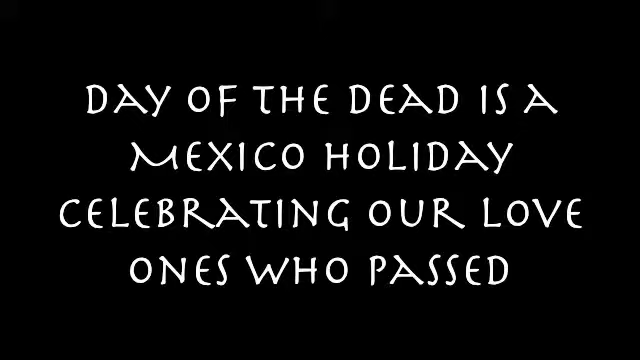 DAY OF THE DEAD IS A
MEXICO HOLIDAY
CELEBRATING OUR LOVE
ONES WHO PASSED